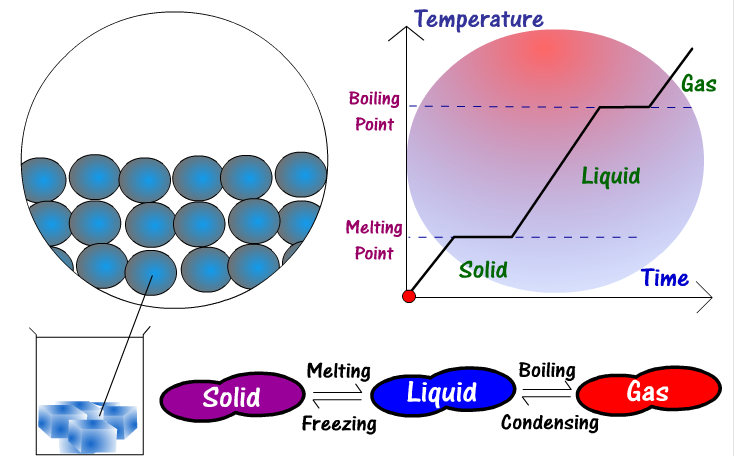 Temperature
Boiling
Point
Gas
Liquid
Melting
Point
Solid
Time
Solid
Melting
Freezing
Liquid
Boiling
Condensing
Gas